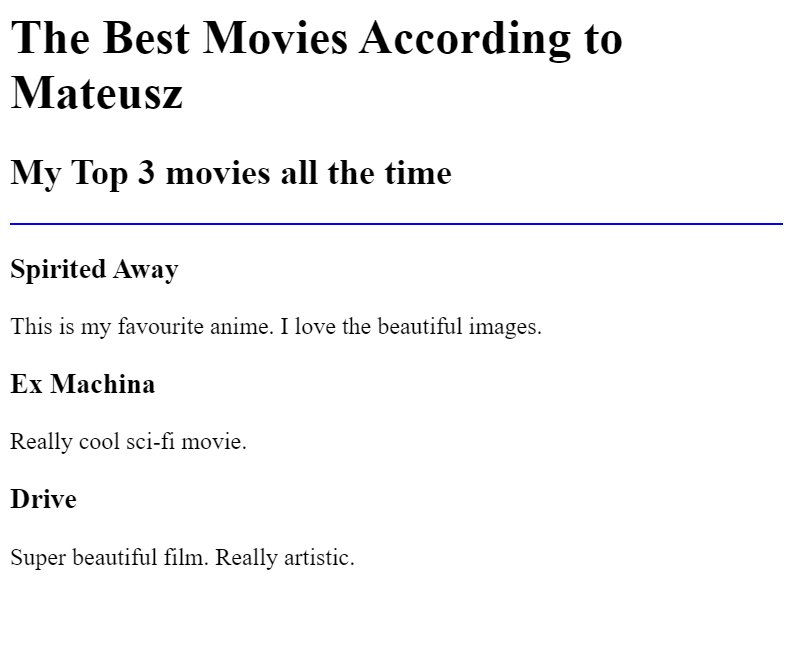 The Best Movies According to
Mateusz
My Top 3 movies all the time
Spirited Away
This is my favourite anime. I love the beautiful images.
Ex Machina
Really cool sci-fi movie.
Drive
Super beautiful film. Really artistic.